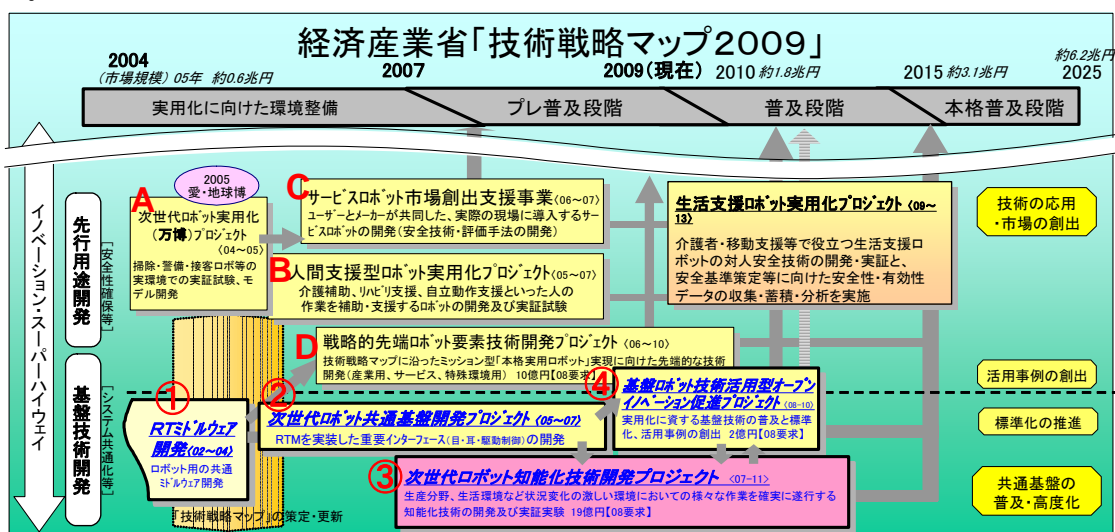 経済産業省「技術戦略マップ2009」
2004
(市場規模) 05年 約0.6兆円
2007
2009(現在)
2010 約1.8兆円
2015 約3.1兆円
約6.2兆円
2025
実用化に向けた環境整備
プレ普及段階
普及段階
本格普及段階
イノベーション・スーパーハイウェイ
先行用途開発
[安全性確保等]
基盤技術開発
[システム共通化等]
2005
愛・地球博
A
次世代ロボット実用化
(万博)プロジェクト
〈04~05〉
掃除・警備・接客ロボ等の
実環境での実証試験、モ
デル開発
C
サービスロボット市場創出支援事業〈06~07〉
ユーザーとメーカーが共同した、実際の現場に導入するサー
ビスロボットの開発(安全技術・評価手法の開発)
B
人間支援型ロボット実用化プロジェクト〈05~07〉
介護補助、リハビリ支援、自立動作支援といった人の
作業を補助・支援するロボットの開発及び実証試験
D
戦略的先端ロボット要素技術開発プロジェクト 〈06~10〉
技術戦略マップに沿ったミッション型「本格実用ロボット」実現に向けた先端的な技術
開発(産業用、サービス、特殊環境用) 10億円【08要求】
生活支援ロボット実用化プロジェクト 〈09~
13〉
介護者・移動支援等で役立つ生活支援ロ
ボットの対人安全技術の開発・実証と、
安全基準策定等に向けた安全性・有効性
データの収集・蓄積・分析を実施
技術の応用
・市場の創出
活用事例の創出
標準化の推進
共通基盤の
普及・高度化
①
RTミドルウェア
開発〈02~04〉
ロボット用の共通
ミドルウェア開発
②
次世代ロボット共通基盤開発プロジェクト 〈05~07〉
RTMを実装した重要インターフェース(目・耳・駆動制御)の開発
④
基盤ロボット技術活用型オープン
イノベーション促進プロジェクト〈08-10〉
実用化に資する基盤技術の普及と標準
化、活用事例の創出 2億円【08要求】
③
次世代ロボット知能化技術開発プロジェクト 〈07-11〉
生産分野、生活環境など状況変化の激しい環境においての様々な作業を確実に遂行する
知能化技術の開発及び実証実験 19億円【08要求】
「技術戦略マップ」の策定・更新